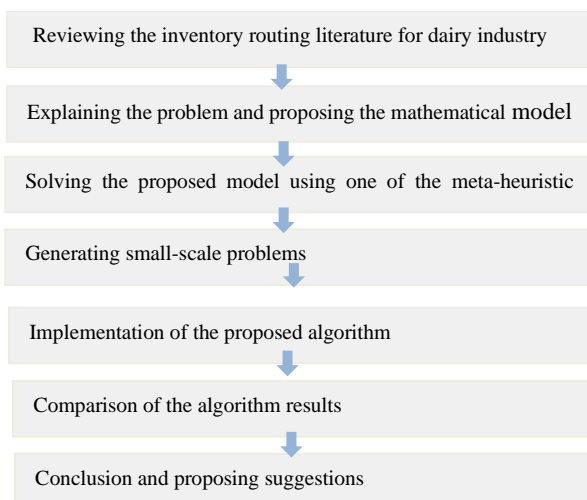 Reviewing the inventory routing literature for dairy industry
Explaining the problem and proposing the mathematical model
Solving the proposed model using one of the meta-heuristic
Generating small-scale problems
Implementation of the proposed algorithm
Comparison of the algorithm results
Conclusion and proposing suggestions